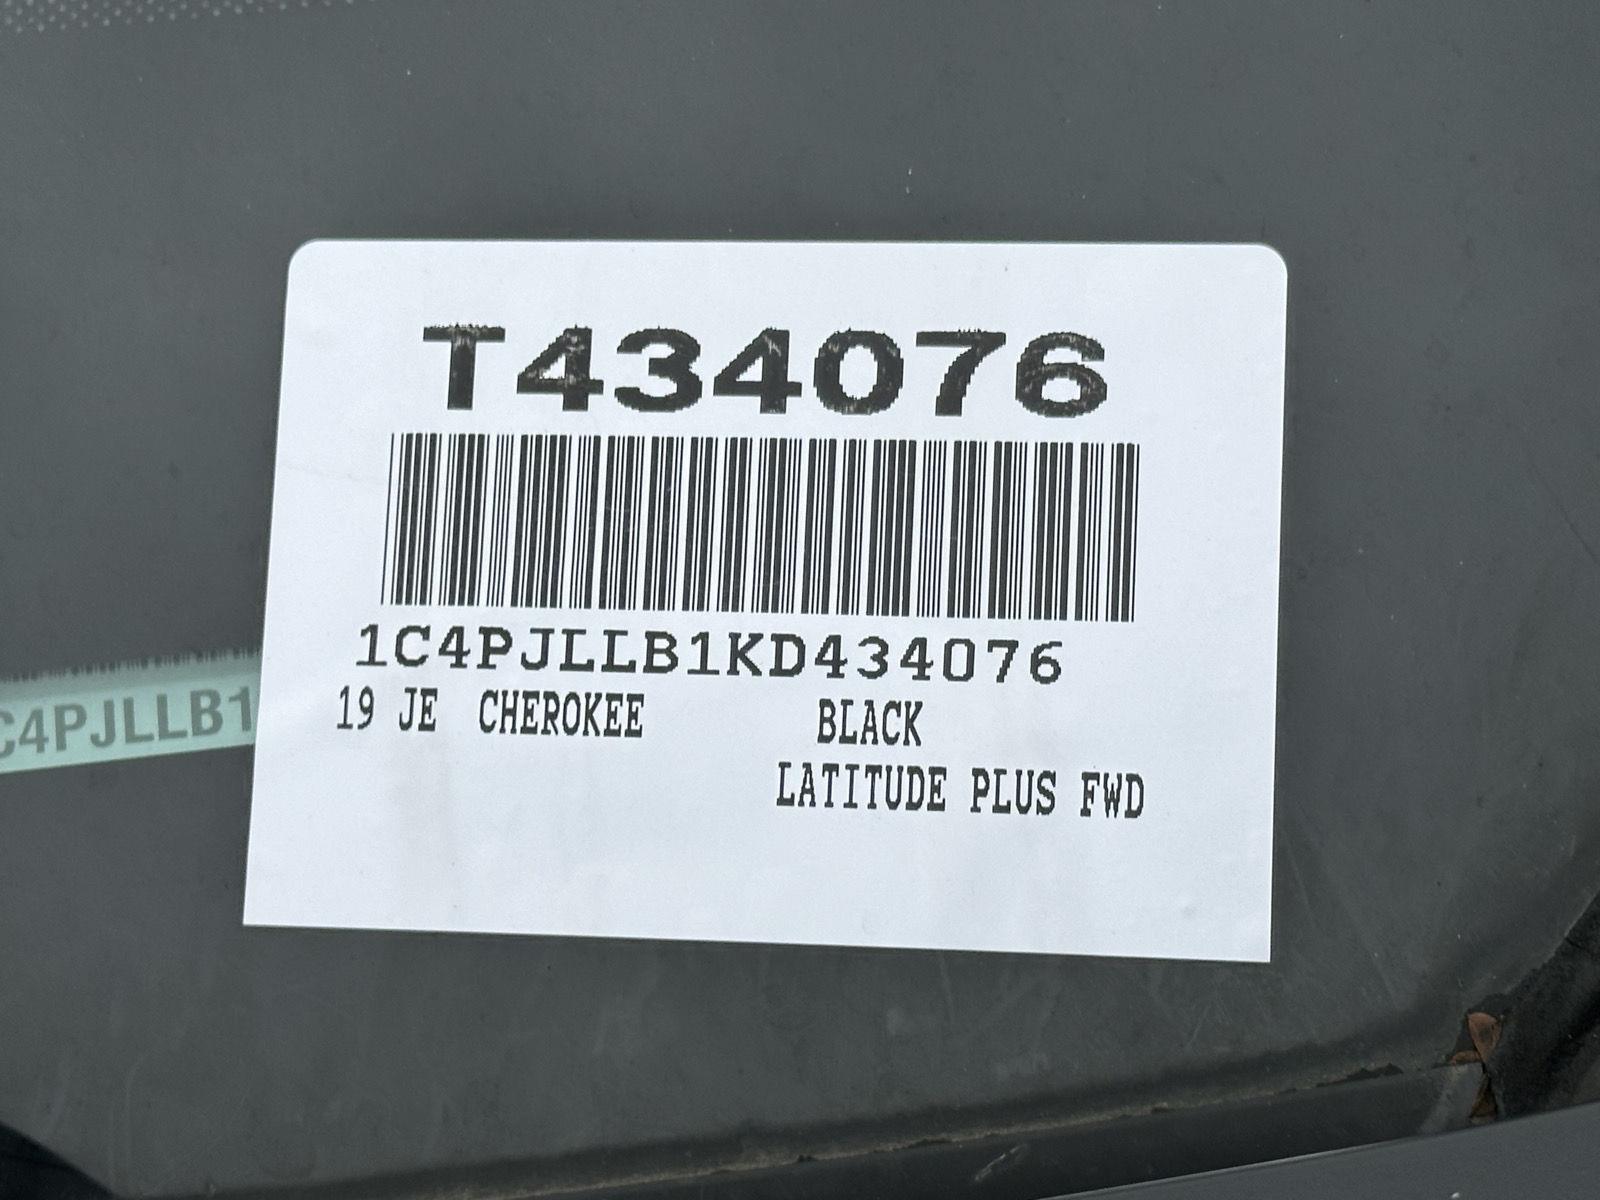 T434076
1C4PJLLB1KD434076
C4PJLLB1
19 JE CHEROKEE BLACK
LATITUDE PLUS FWD